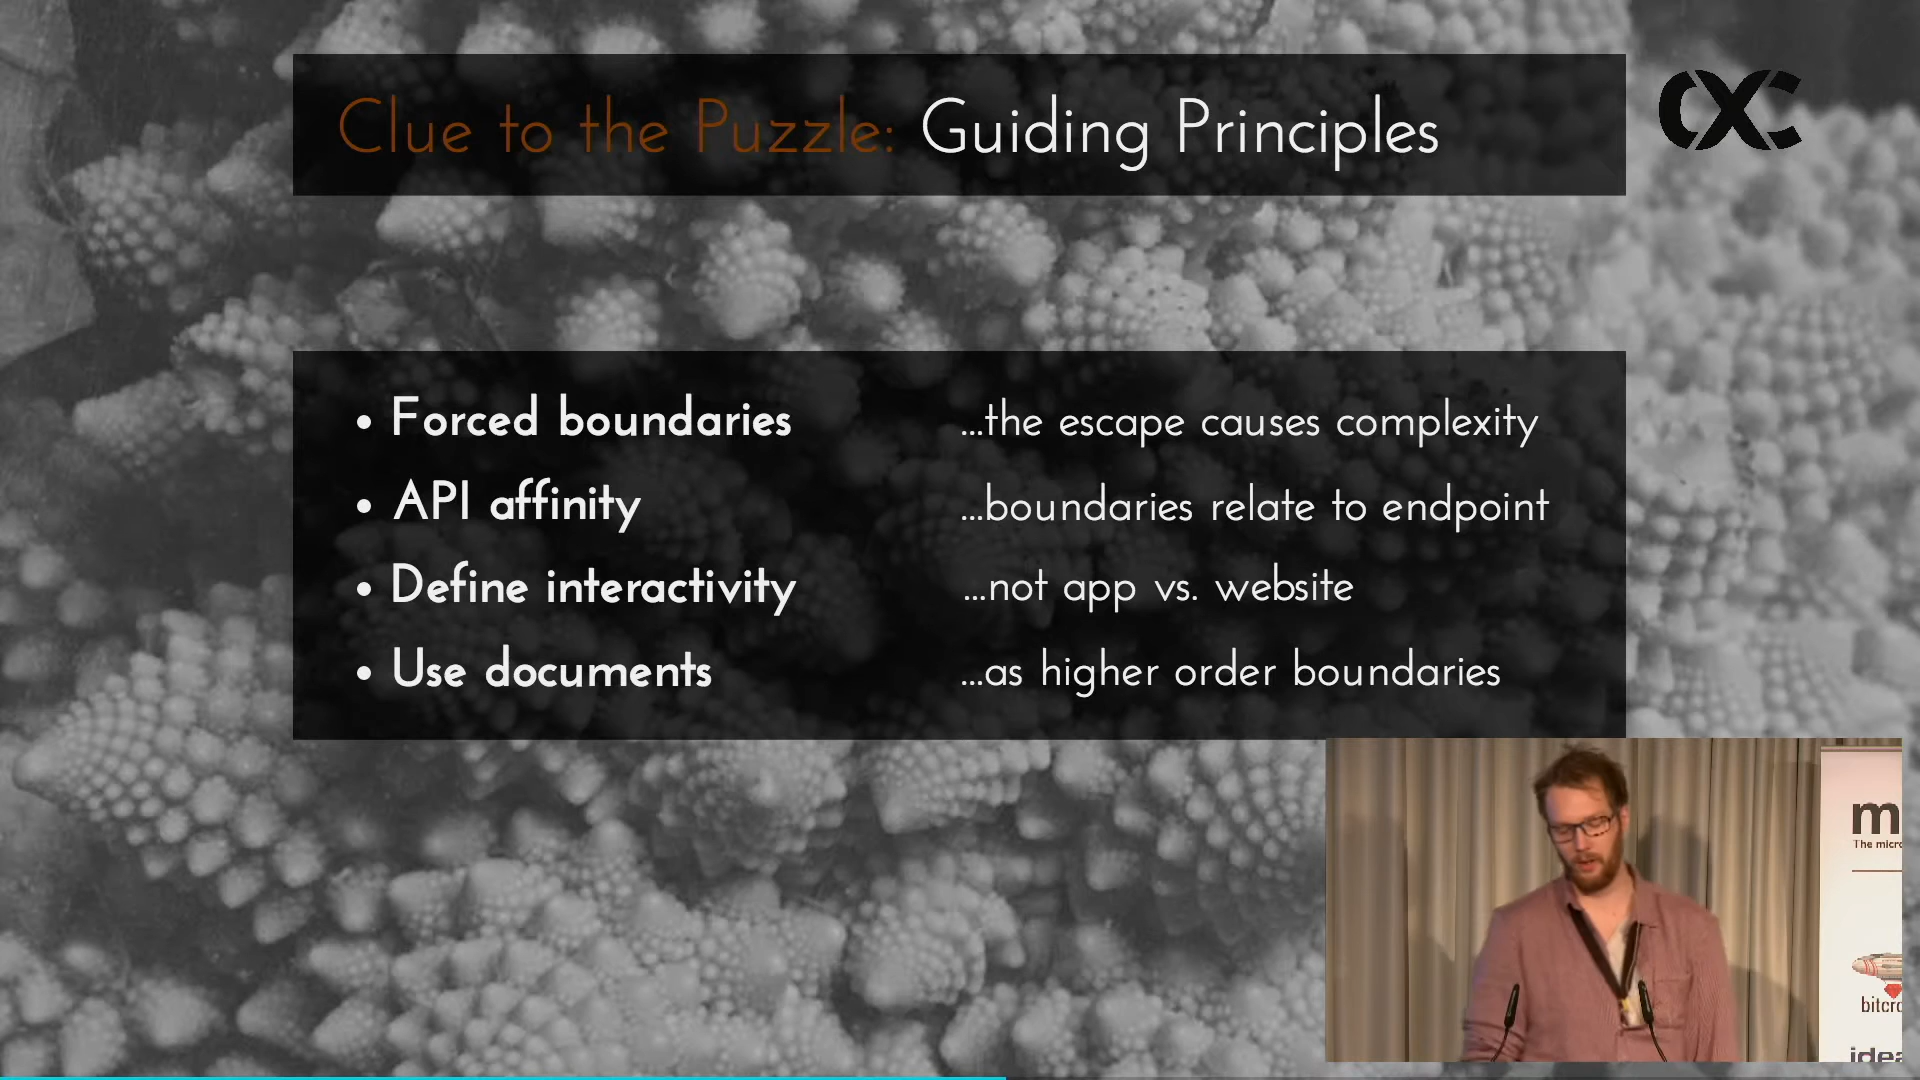 Clue to the Puzzle: Guiding Principles
• Forced boundaries ...the escape causes complexity
• API affinity ...boundaries relate to endpoint
• Define interactivity ...not app vs. website
• Use documents ...as higher order boundaries